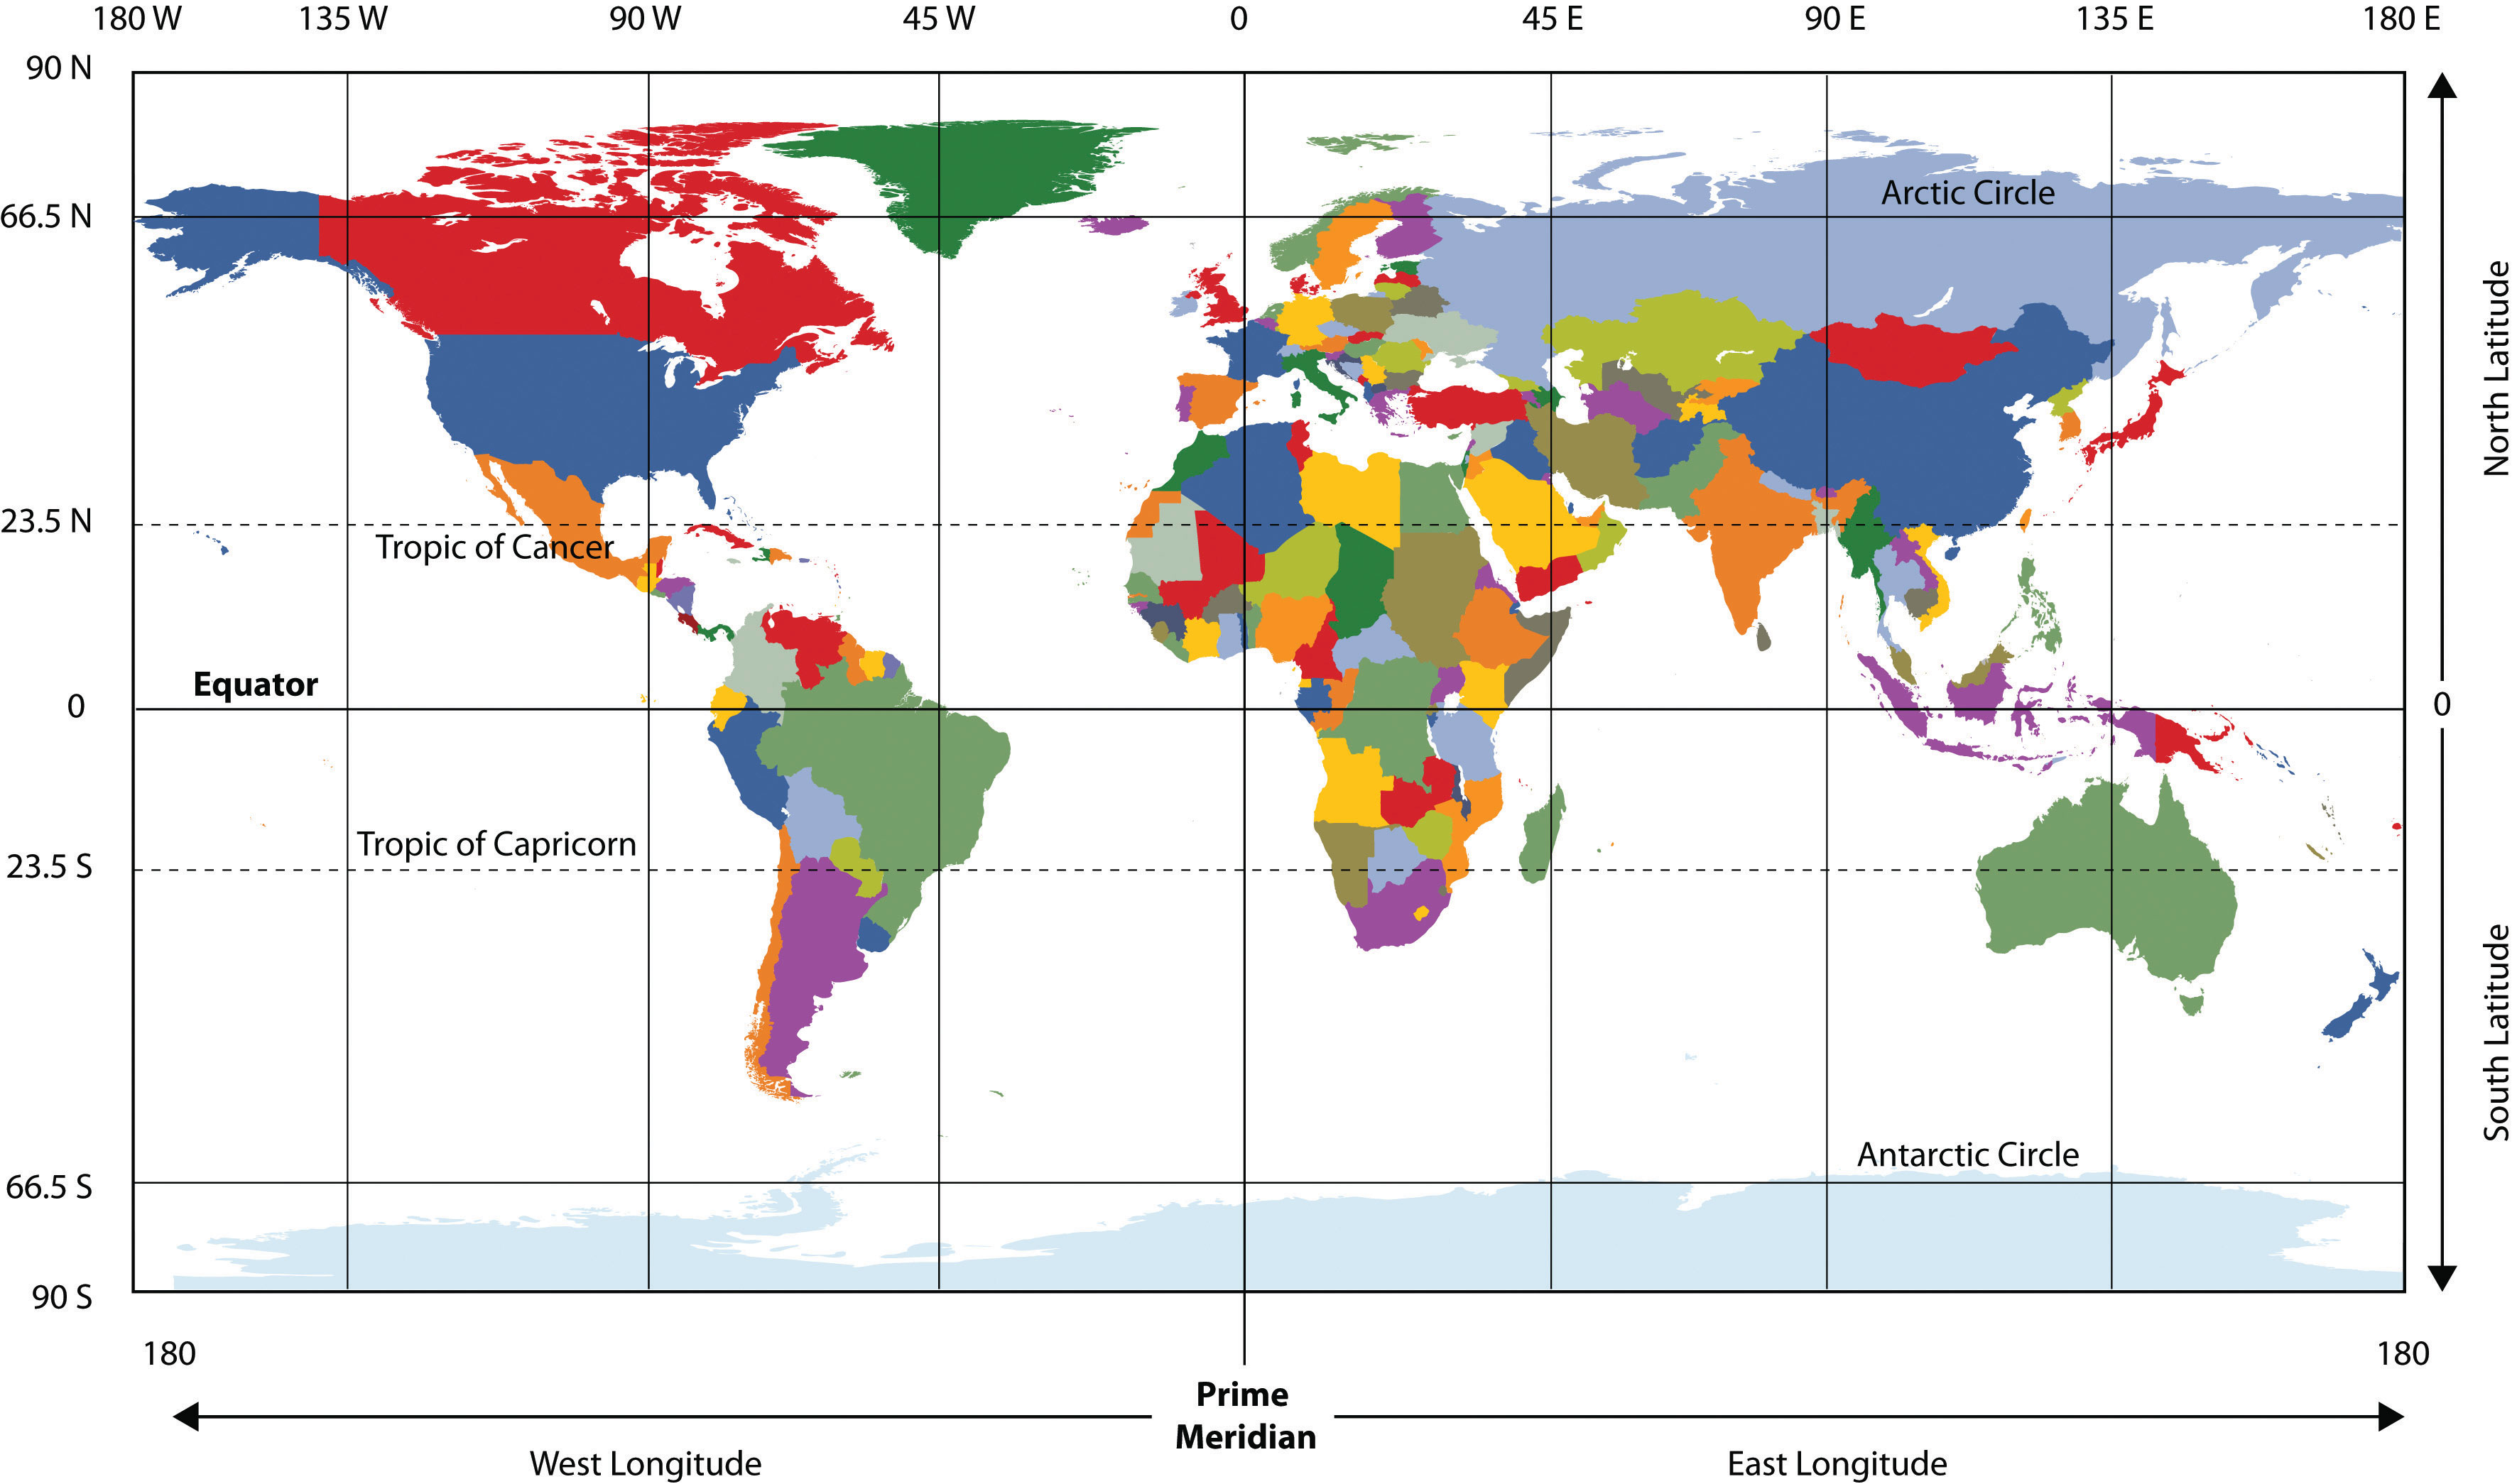 180 W 135 W 90 W 45 W 0 45 E 90 E 135 E 180 E
90 N
Arctic Circle
66.5 N
North Latitude
23.5 N
Tropic of Cancer
Equator
0 0
Tropic of Capricorn
23.5 S
South Latitude
Antarctic Circle
66.5 S
90 S
180 180
Prime
Meridian
West Longitude East Longitude